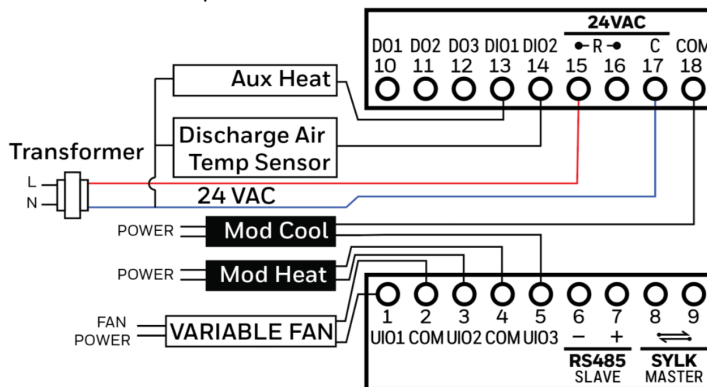 24VAC
DO1 DO2 DO3 DIO1 DIO2 R C COM
10 11 12 13 14 15 16 17 18
Aux Heat
Discharge Air
Temp Sensor
Transformer
L
N
24 VAC
POWER Mod Cool
POWER Mod Heat
FAN
POWER
VARIABLE FAN
1 2 3 4 5 6 7 8 9
UIO1 COM UIO2 COM UIO3 − +
RS485 SYLK
SLAVE MASTER